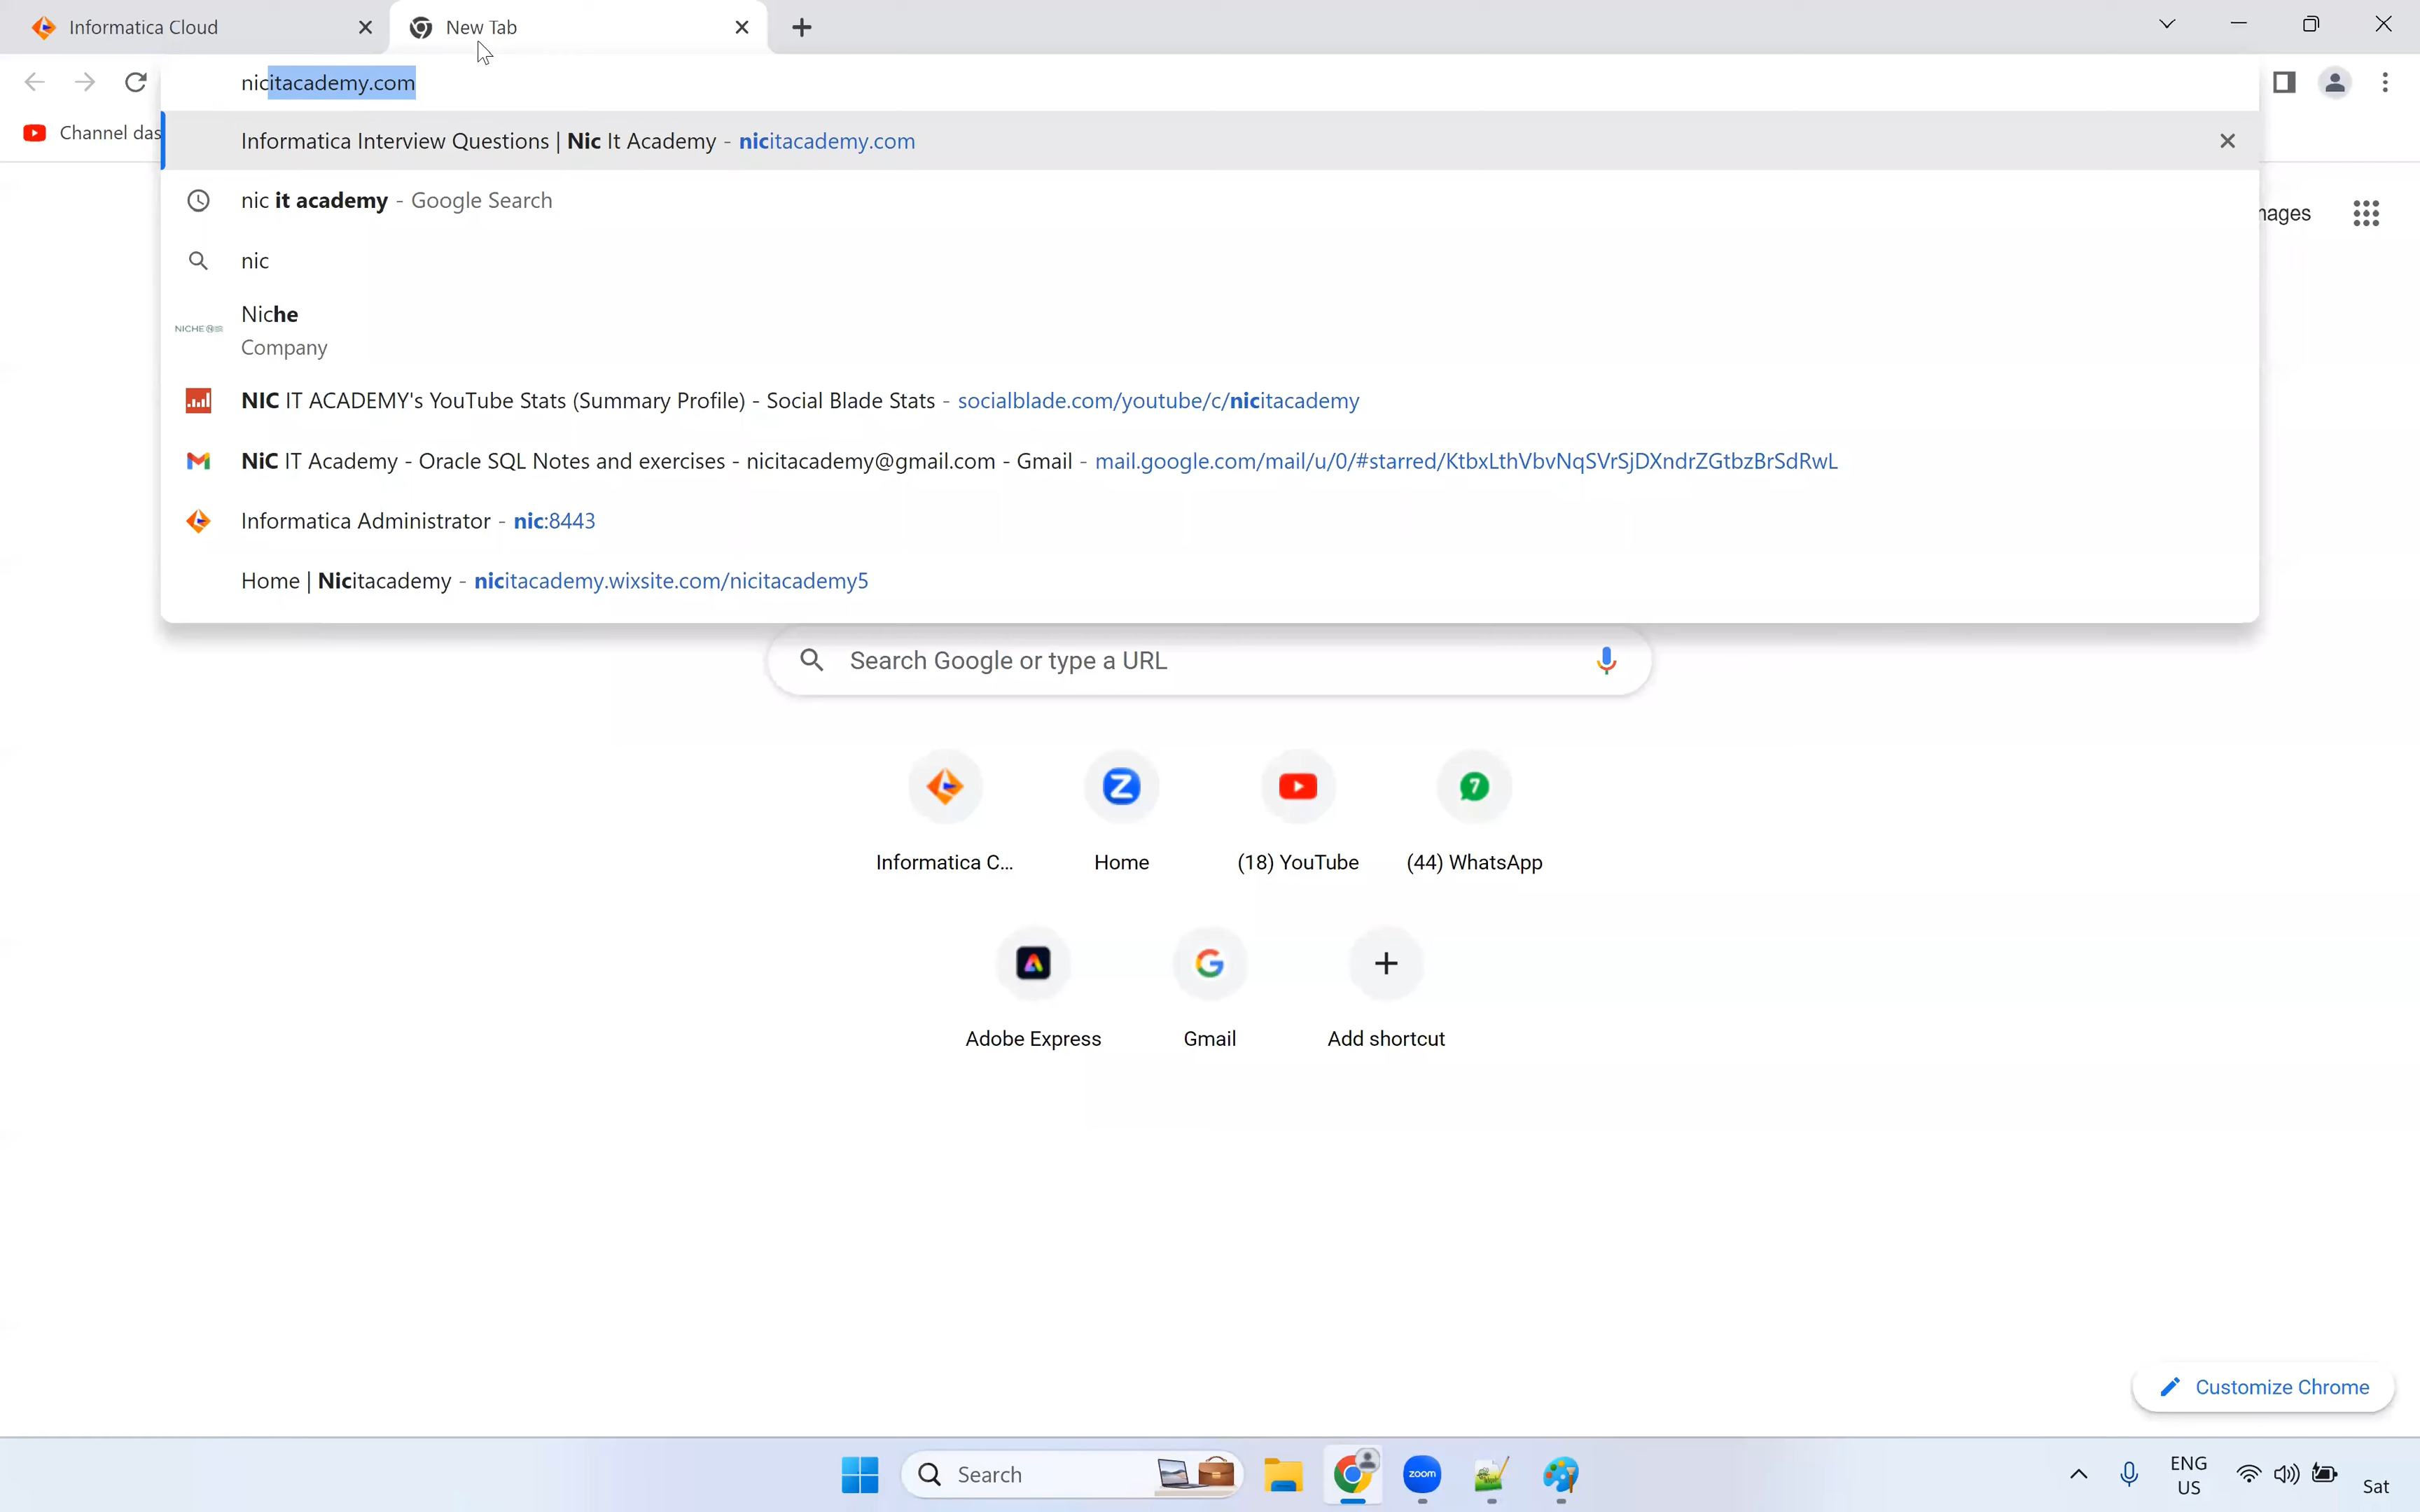 Informatica Cloud
New Tab
nicitacademy.com
Channel das
Informatica Interview Questions | Nic It Academy - nicitacademy.com
nic it academy - Google Search
mages
nic
Niche
Company
NICHE
NIC IT ACADEMY's YouTube Stats (Summary Profile) - Social Blade Stats - socialblade.com/youtube/c/nicitacademy
NiC IT Academy - Oracle SQL Notes and exercises - nicitacademy@gmail.com - Gmail - mail.google.com/mail/u/0/#starred/KtbxLthVbvNqSVrSjDXndrZGtbzBrSdRwL
Informatica Administrator - nic:8443
Home | Nicitacademy - nicitacademy.wixsite.com/nicitacademy5
Search Google or type a URL
7
Informatica C...
Home
(18) YouTube
(44) WhatsApp
Adobe Express
Gmail
Add shortcut
Customize Chrome
Search
zoom
ENG
US
Sat